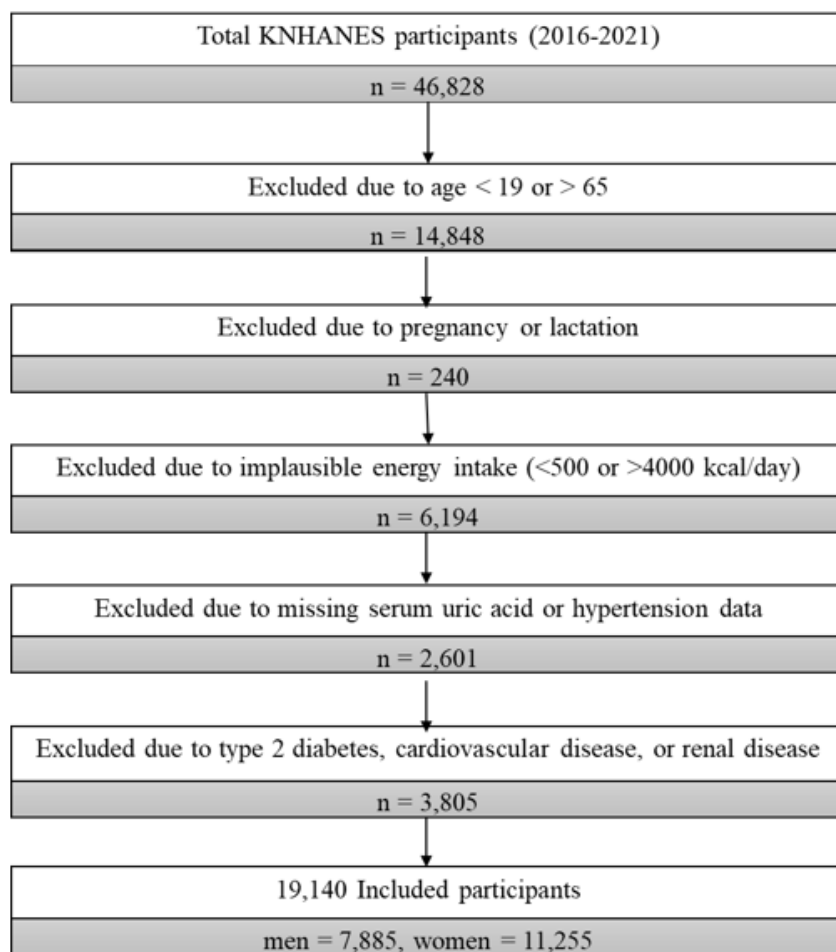 Total KNHANES participants (2016-2021)
n = 46,828
Excluded due to age < 19 or > 65
n = 14,848
Excluded due to pregnancy or lactation
n = 240
Excluded due to implausible energy intake (<500 or >4000 kcal/day)
n = 6,194
Excluded due to missing serum uric acid or hypertension data
n = 2,601
Excluded due to type 2 diabetes, cardiovascular disease, or renal disease
n = 3,805
19,140 Included participants
men = 7,885, women = 11,255